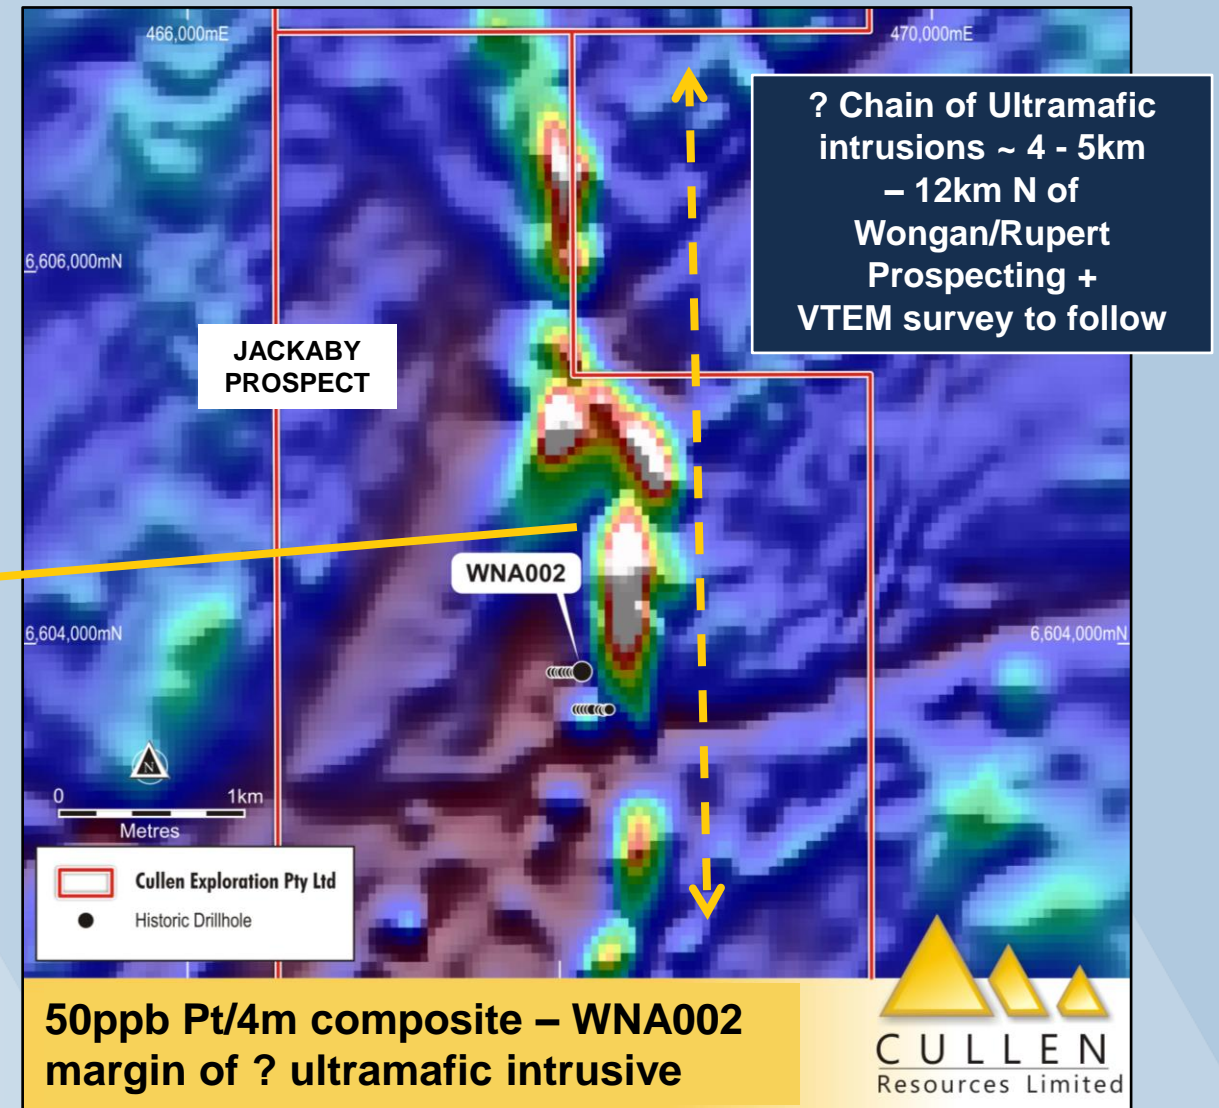 466,000mE
470,000mE
? Chain of Ultramafic
intrusions ~ 4 - 5km
– 12km N of
Wongan/Rupert
Prospecting +
VTEM survey to follow
6,606,000mN
JACKABY
PROSPECT
WNA002
6,604,000mN
6,604,000mN
N
0
1km
Metres
Cullen Exploration Pty Ltd
Historic Drillhole
50ppb Pt/4m composite – WNA002
margin of ? ultramafic intrusive
CULLEN
Resources Limited